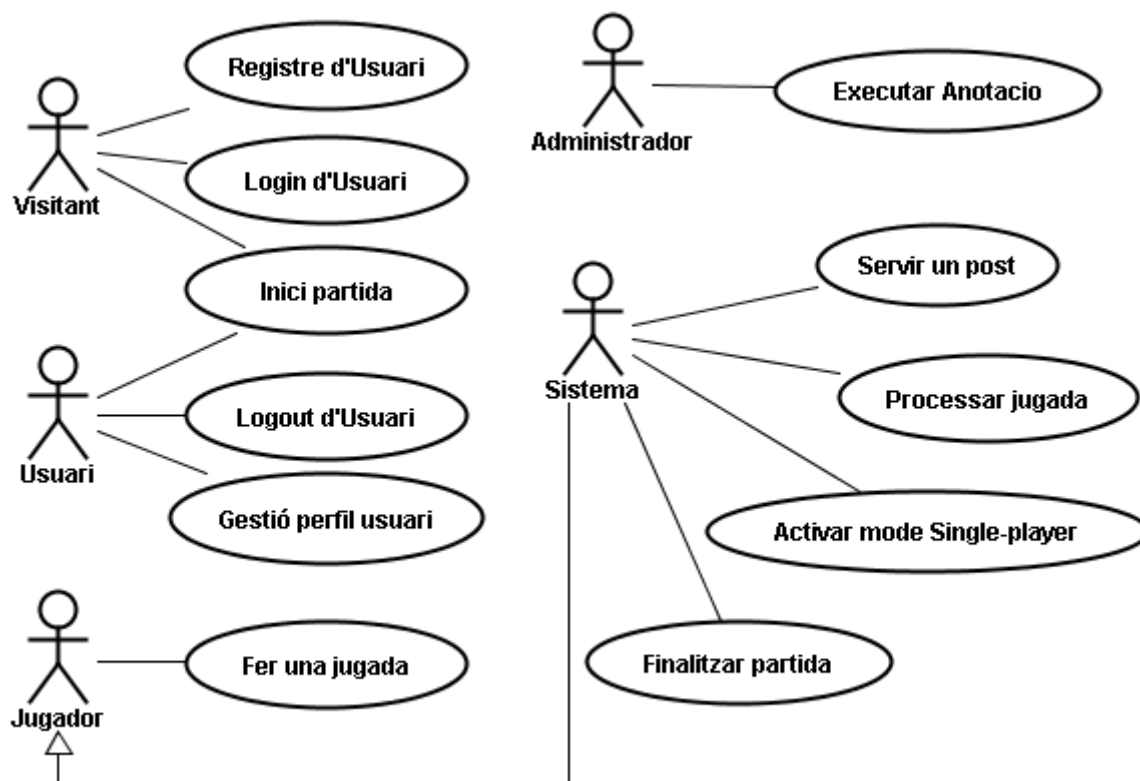 Registre d'Usuari
Login d'Usuari
Visitant
Inici partida
Logout d'Usuari
Usuari
Gestió perfil usuari
Fer una jugada
Jugador
Executar Anotacio
Administrador
Servir un post
Sistema
Processar jugada
Activar mode Single-player
Finalitzar partida